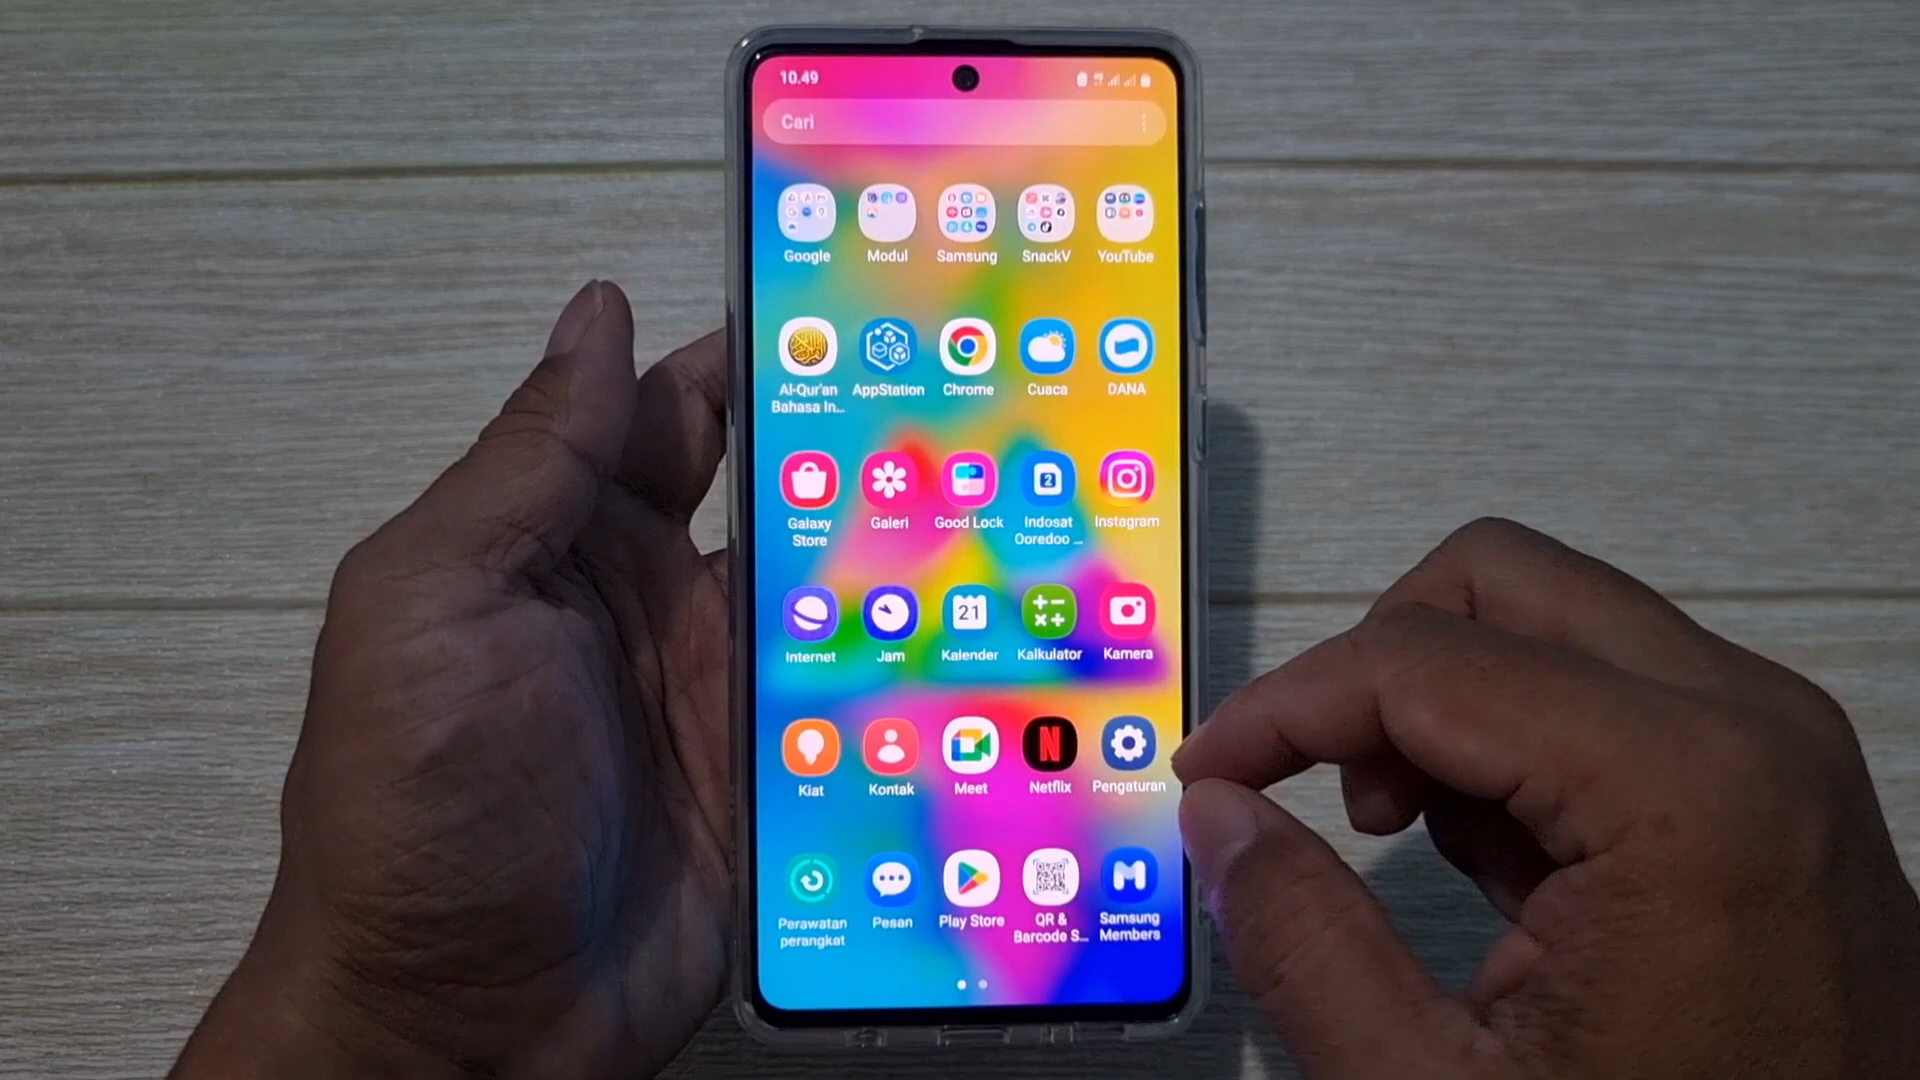 10.49
Cari
Google Modul Samsung SnackV YouTube
Al-Qur'an AppStation Chrome Cuaca DANA
Bahasa In...
Galaxy Galeri Good Lock Indosat Instagram
Store Ooredoo ...
21
Internet Jam Kalender Kalkulator Kamera
Kiat Kontak Meet Netflix Pengaturan
Perawatan Pesan Play Store QR & Samsung
perangkat Barcode S... Members